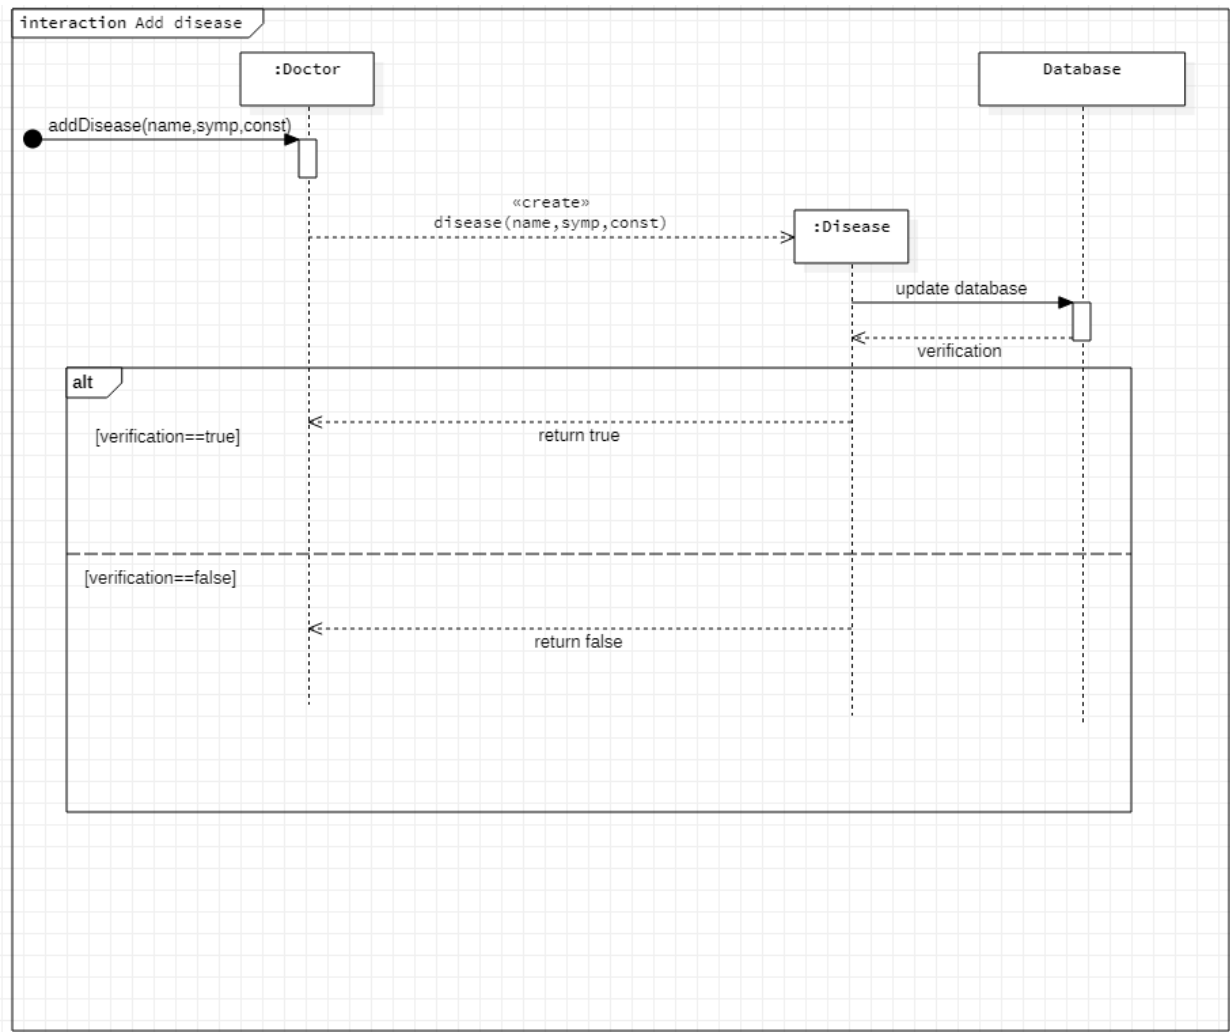 interaction Add disease
:Doctor
Database
addDisease(name,symp,const)
«create»
disease(name,symp,const)
:Disease
update database
verification
alt
[verification==true]
return true
[verification==false]
return false